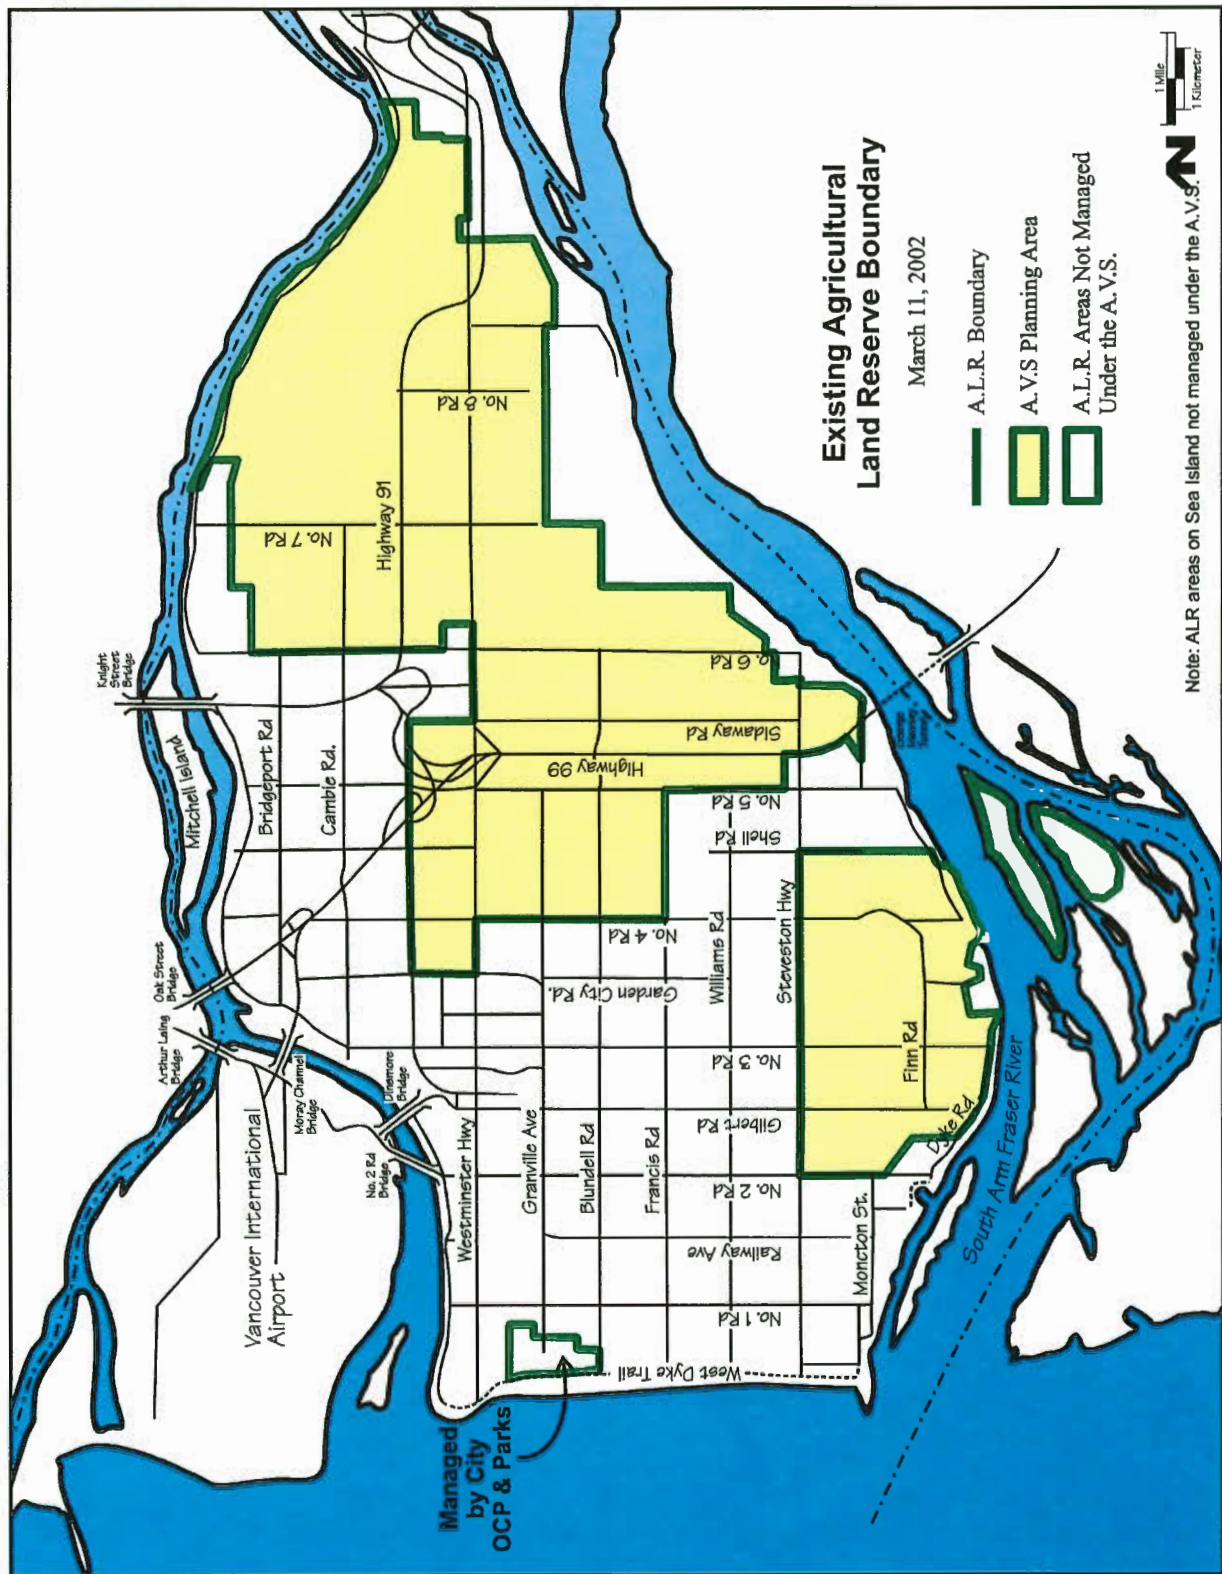 Existing Agricultural
Land Reserve Boundary
March 11, 2002
A.L.R. Boundary
A.V.S Planning Area
A.L.R. Areas Not Managed
Under the A.V.S.
Note: ALR areas on Sea Island not managed under the A.V.S.
N
1 Mile
1 Kilometer
Managed
by City
OCP & Parks
Vancouver International
Airport
Arthur Laing
Bridge
Oak Street
Bridge
Knight
Street
Bridge
Mitchell Island
Moray Channel
Bridge
Dinsmore
Bridge
No. 2 Rd
Bridge
Bridgeport Rd
Cambie Rd.
No. 7 Rd
Highway 91
No. 8 Rd
Westminster Hwy
Granville Ave
Blundell Rd
Francis Rd
Williams Rd
Steveston Hwy
Finn Rd
Moncton St.
Dyke Rd
West Dyke Trail
No. 1 Rd
Railway Ave
No. 2 Rd
Gilbert Rd
No. 3 Rd
Garden City Rd.
No. 4 Rd
Shell Rd
No. 5 Rd
Highway 99
Sidaway Rd
No. 6 Rd
George
Massey
Tunnel
South Arm Fraser River